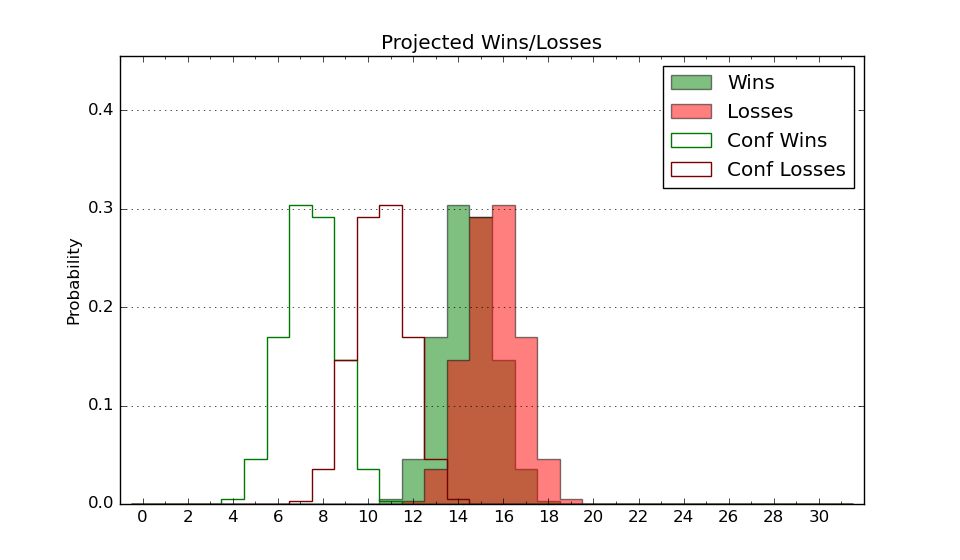 Projected Wins/Losses
Wins
Losses
Conf Wins
Conf Losses
Probability
0.4
0.3
0.2
0.1
0.0
0 2 4 6 8 10 12 14 16 18 20 22 24 26 28 30